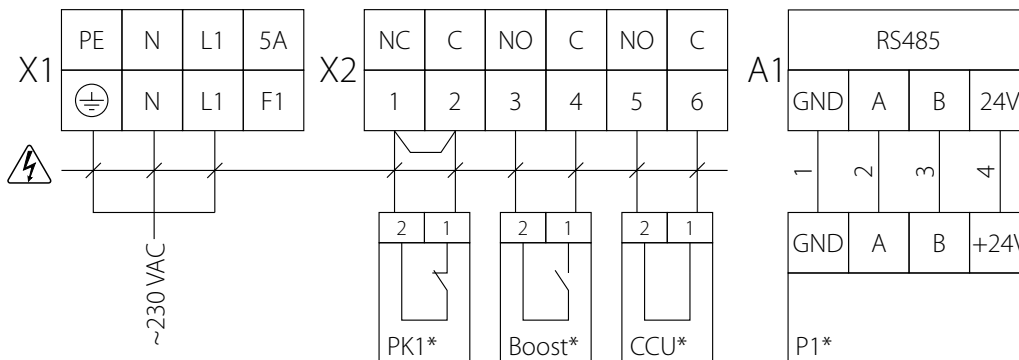 X1
PE N L1 5A
N L1 F1
~230 VAC
X2
NC C NO C NO C
1 2 3 4 5 6
2 1
PK1*
2 1
Boost*
2 1
CCU*
A1
RS485
GND A B 24V
1 2 3 4
GND A B +24V
P1*